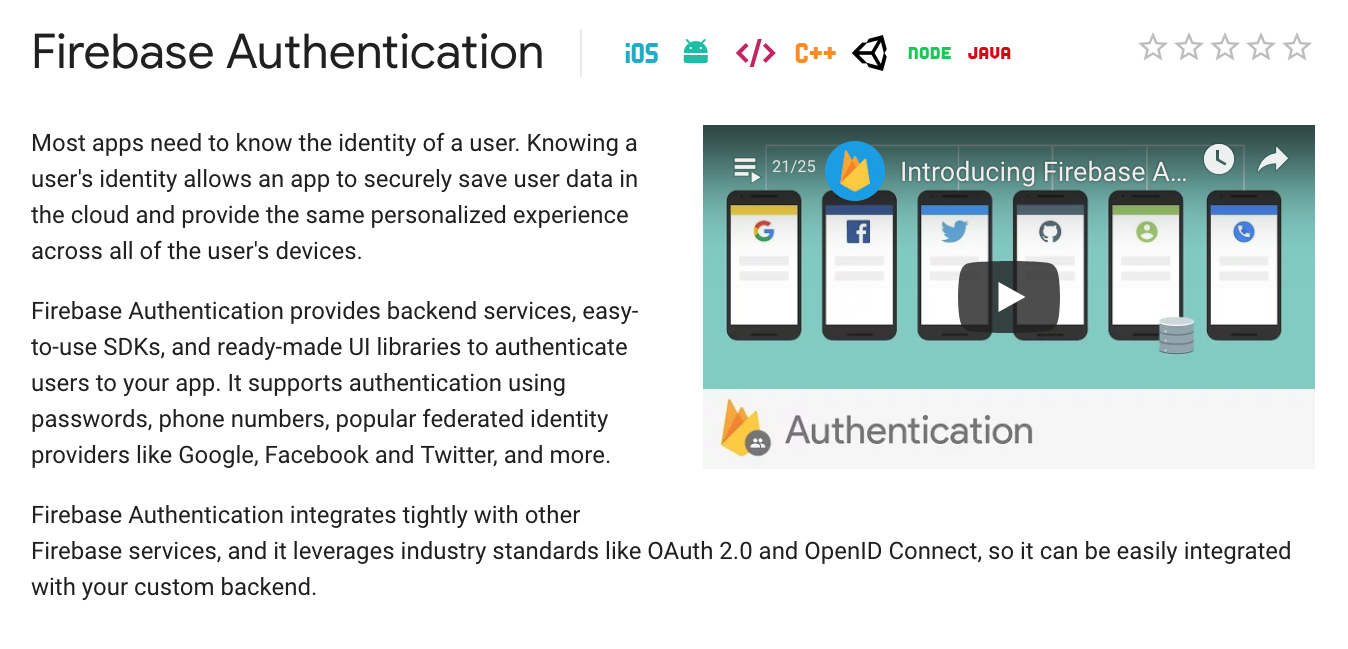 Firebase Authentication
iOS
</>
C++
NODE
JAVA
Most apps need to know the identity of a user. Knowing a
user's identity allows an app to securely save user data in
the cloud and provide the same personalized experience
across all of the user's devices.
Firebase Authentication provides backend services, easy-
to-use SDKs, and ready-made UI libraries to authenticate
users to your app. It supports authentication using
passwords, phone numbers, popular federated identity
providers like Google, Facebook and Twitter, and more.
21/25
Introducing Firebase A...
Authentication
Firebase Authentication integrates tightly with other
Firebase services, and it leverages industry standards like OAuth 2.0 and OpenID Connect, so it can be easily integrated
with your custom backend.